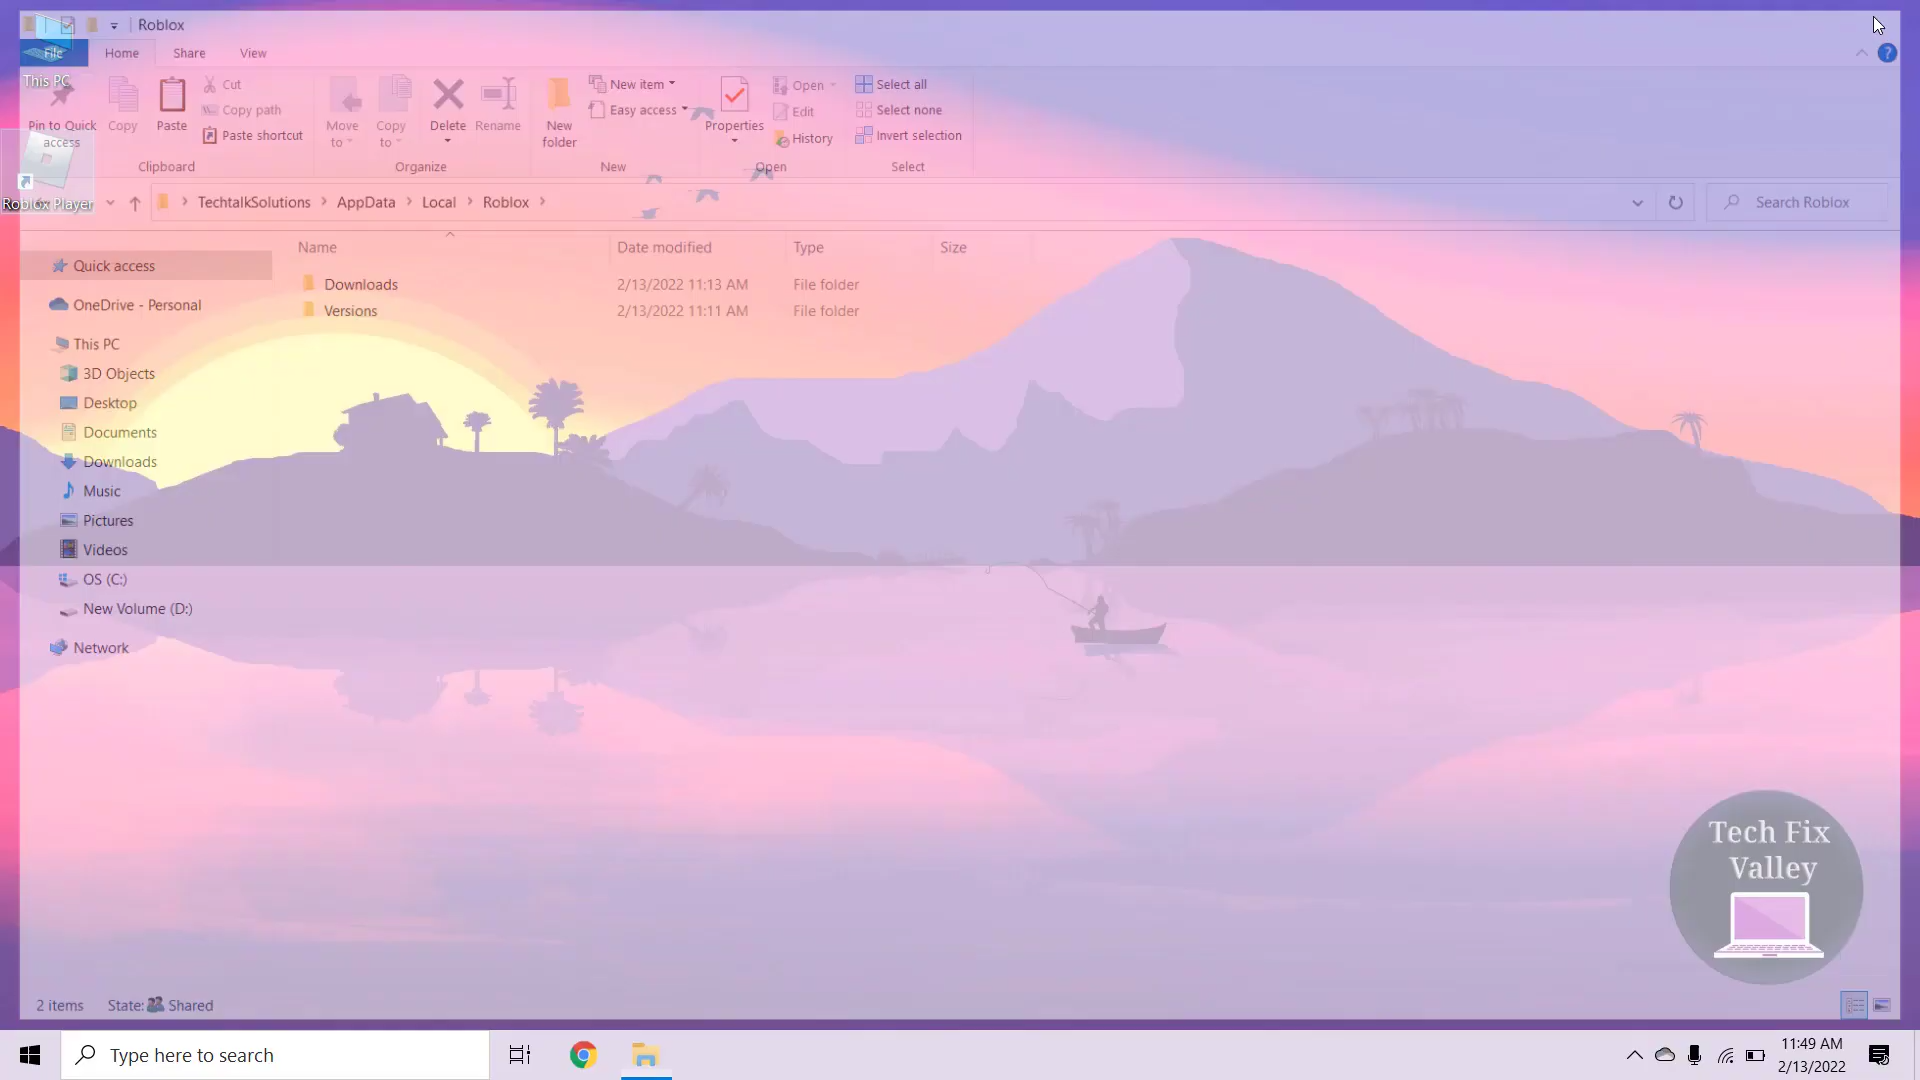 Roblox
File Home Share View
This PC
Pin to Quick access
Copy
Paste
Cut
Copy path
Paste shortcut
Clipboard
Move to
Copy to
Delete
Rename
Organize
New folder
New item
Easy access
New
Properties
Open
Edit
History
Open
Select all
Select none
Invert selection
Select
Roblox Player
TechtalkSolutions AppData Local Roblox
Search Roblox
Name Date modified Type Size
Downloads 2/13/2022 11:13 AM File folder
Versions 2/13/2022 11:11 AM File folder
Quick access
OneDrive - Personal
This PC
3D Objects
Desktop
Documents
Downloads
Music
Pictures
Videos
OS (C:)
New Volume (D:)
Network
Tech Fix
Valley
2 items State: Shared
Type here to search
11:49 AM
2/13/2022